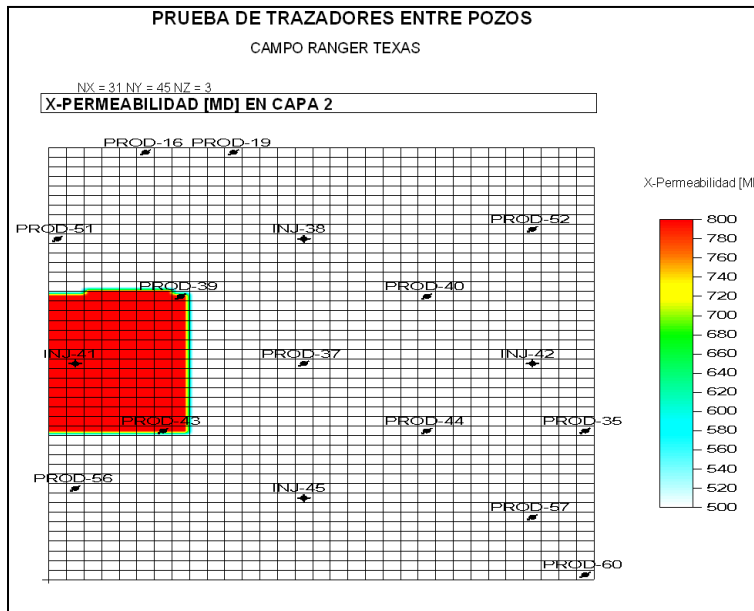 PRUEBA DE TRAZADORES ENTRE POZOS
CAMPO RANGER TEXAS
NX = 31 NY = 45 NZ = 3
X-PERMEABILIDAD [MD] EN CAPA 2
PROD-16 PROD-19
X-Permeabilidad [M
PROD-51 INJ-38 PROD-52
PROD-39 PROD-40
INJ-41 PROD-37 INJ-42
PROD-43 PROD-44 PROD-35
PROD-56 INJ-45
PROD-57
PROD-60
800
780
760
740
720
700
680
660
640
620
600
580
560
540
520
500